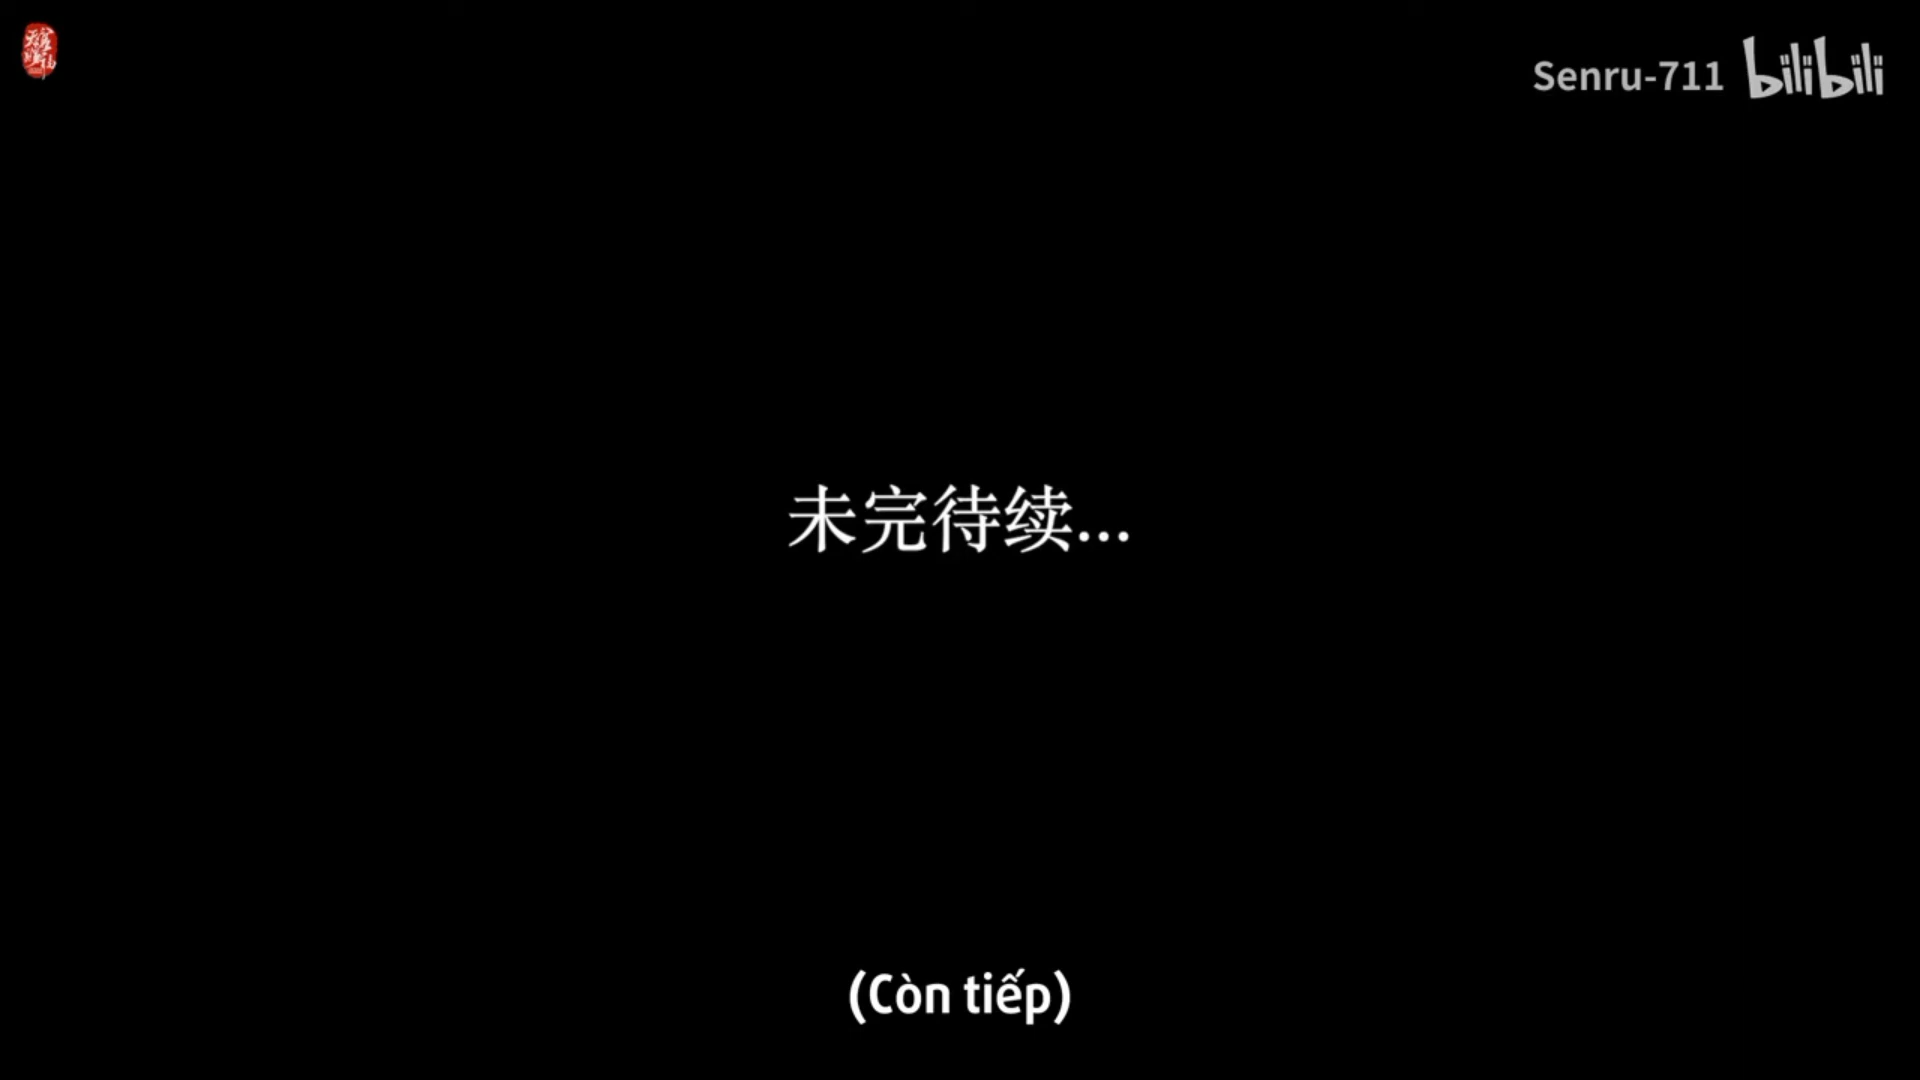 Senru-711 bilibili
未完待续...
(Còn tiếp)